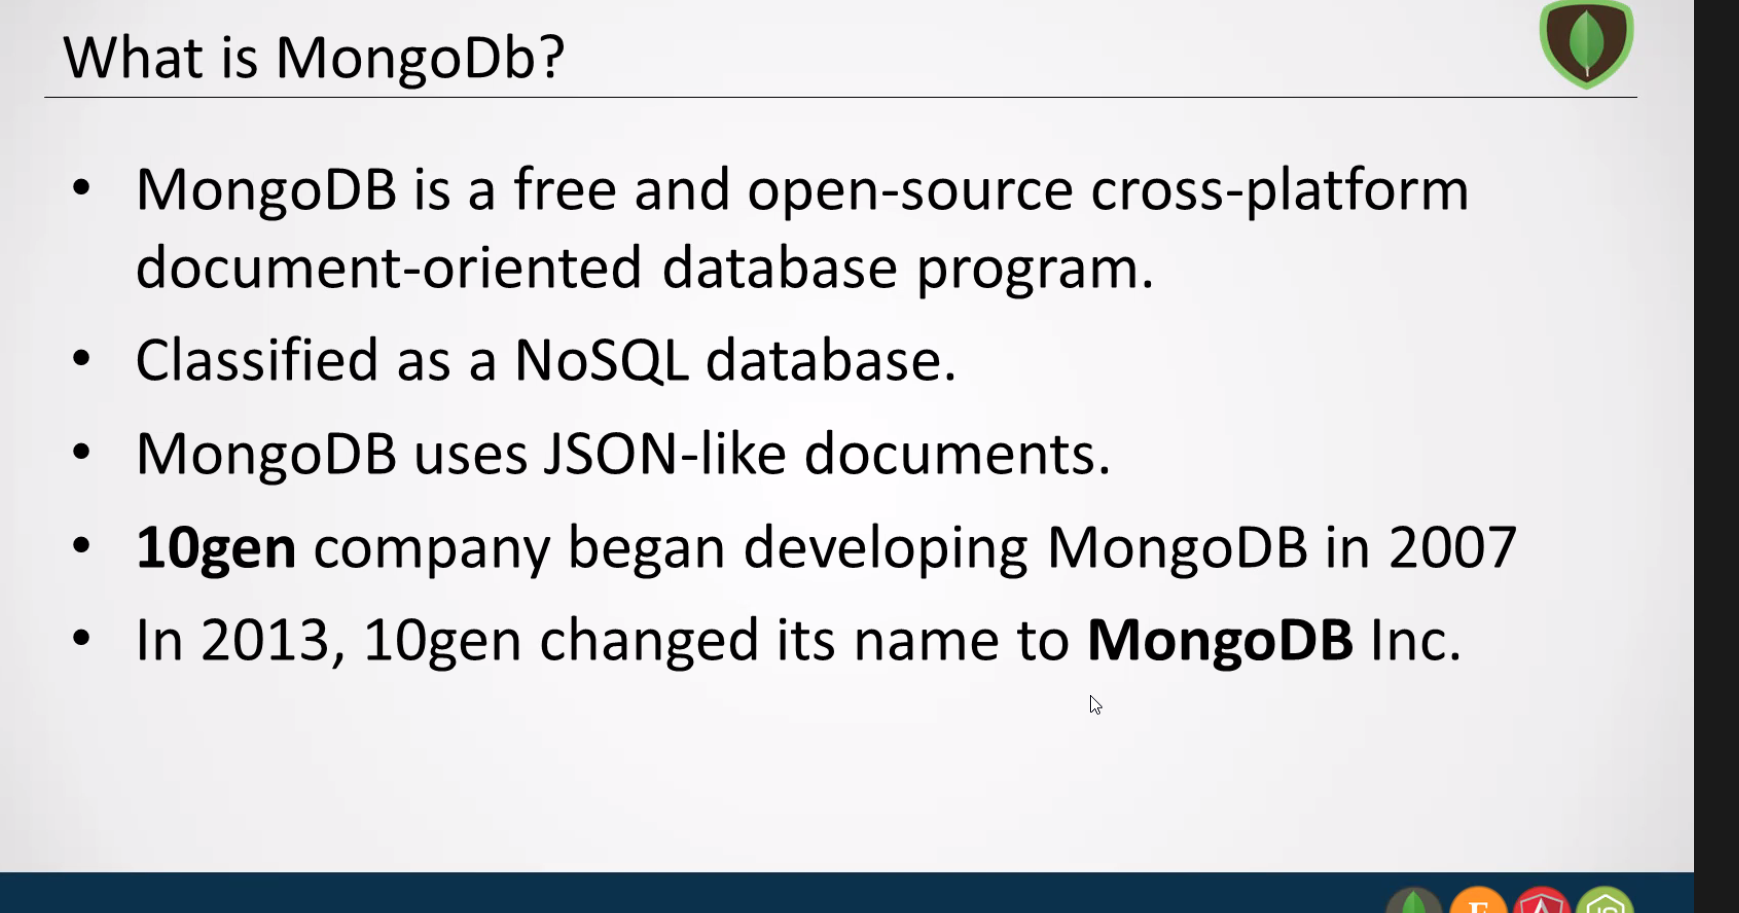 What is MongoDb?
• MongoDB is a free and open-source cross-platform
document-oriented database program.
• Classified as a NoSQL database.
• MongoDB uses JSON-like documents.
• 10gen company began developing MongoDB in 2007
• In 2013, 10gen changed its name to MongoDB Inc.